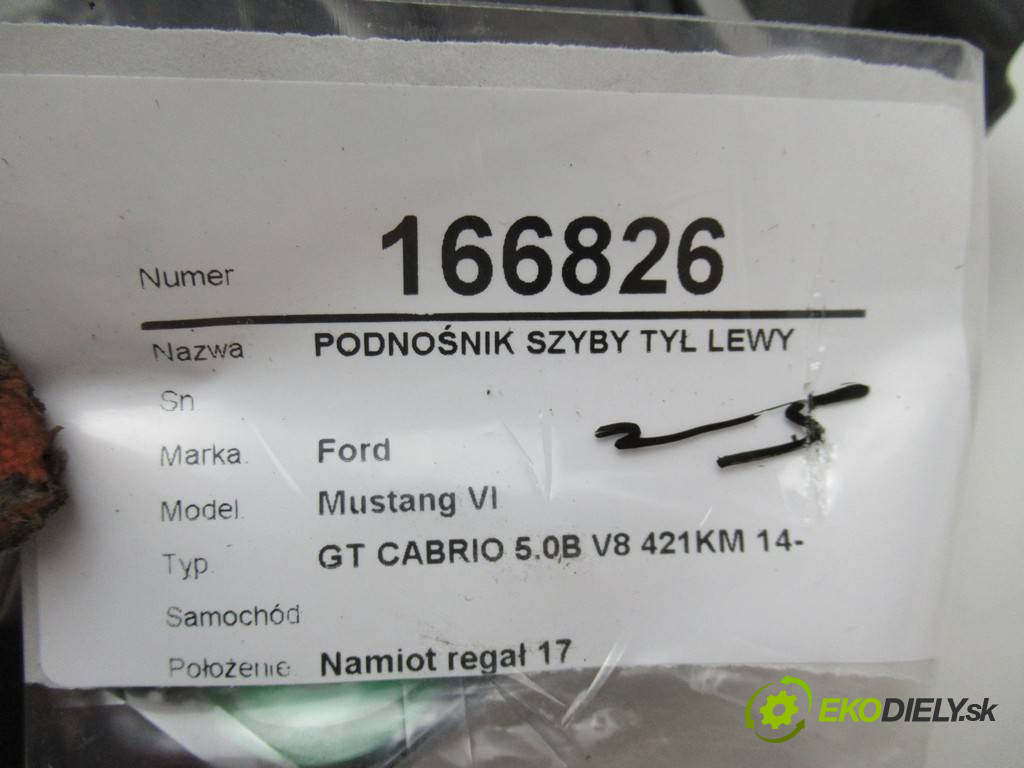 Numer 166826
Nazwa PODNOŚNIK SZYBY TYŁ LEWY
Sn
Marka Ford
Model Mustang VI
Typ GT CABRIO 5.0B V8 421KM 14-
Samochód
Położenie Namiot regał 17
EKODIELY.sk